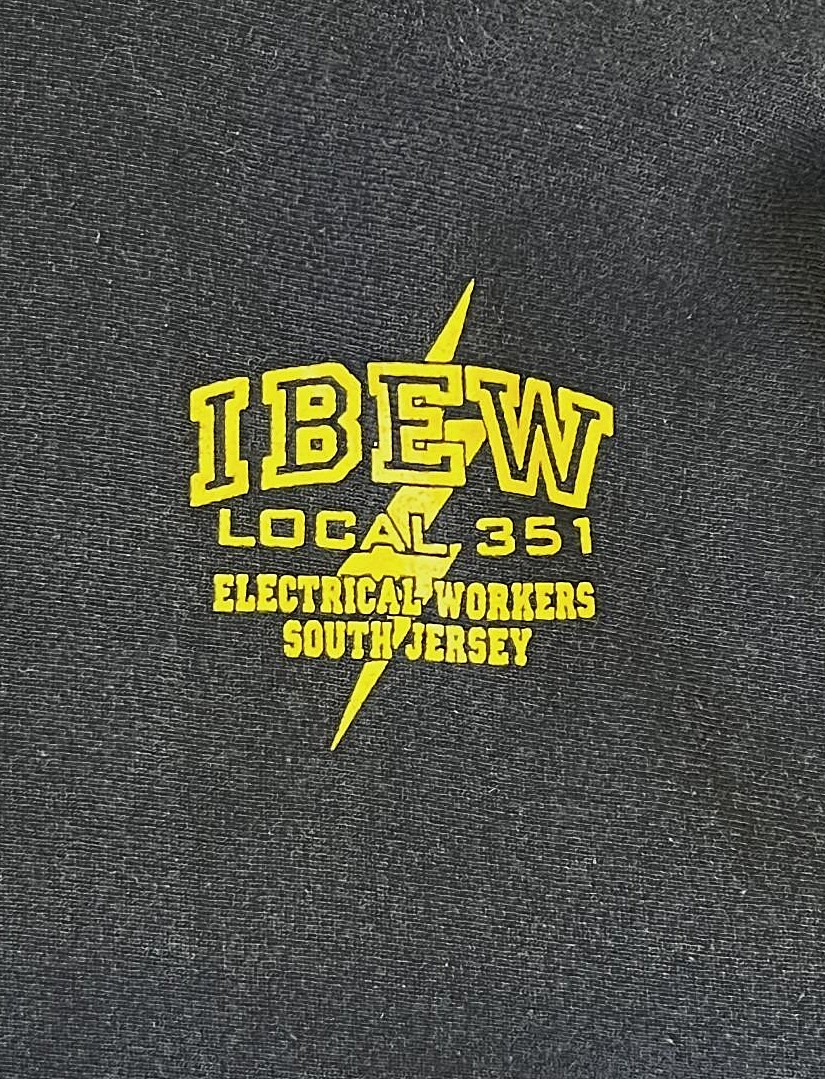 IBEW
LOCAL 351
ELECTRICAL WORKERS
SOUTH JERSEY